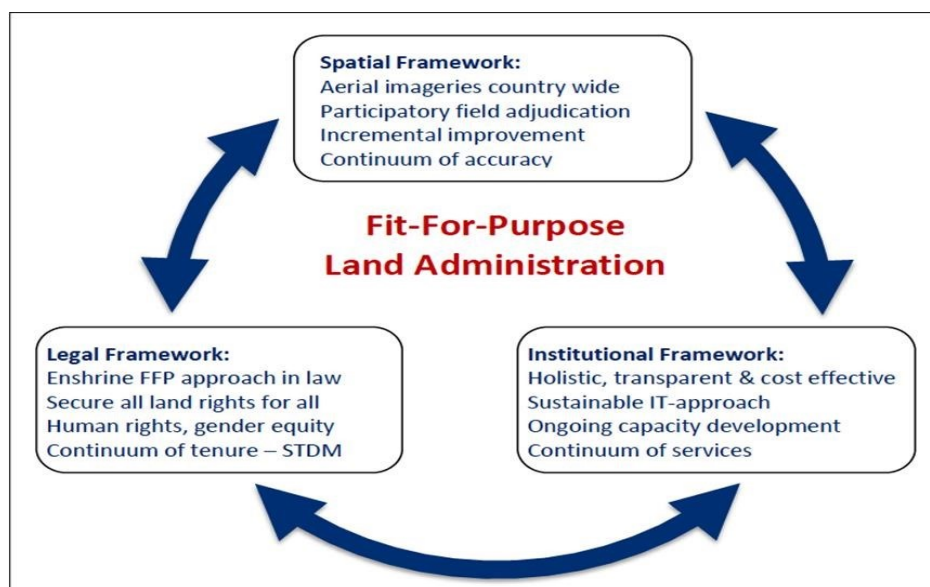 Spatial Framework:
Aerial imageries country wide
Participatory field adjudication
Incremental improvement
Continuum of accuracy
Fit-For-Purpose
Land Administration
Legal Framework:
Enshrine FFP approach in law
Secure all land rights for all
Human rights, gender equity
Continuum of tenure – STDM
Institutional Framework:
Holistic, transparent & cost effective
Sustainable IT-approach
Ongoing capacity development
Continuum of services